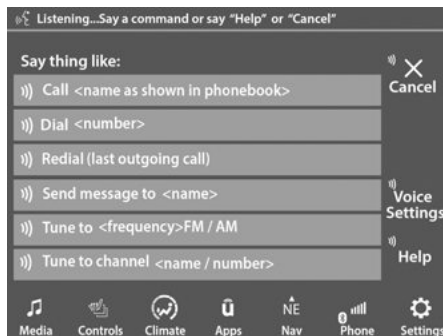 Listening...Say a command or say "Help" or "Cancel"
Say thing like:
Call <name as shown in phonebook>
Cancel
Dial <number>
Redial (last outgoing call)
Send message to <name>
Voice
Settings
Tune to <frequency>FM / AM
Tune to channel <name / number>
Help
û
NE
Media Controls Climate Apps Nav Phone Settings